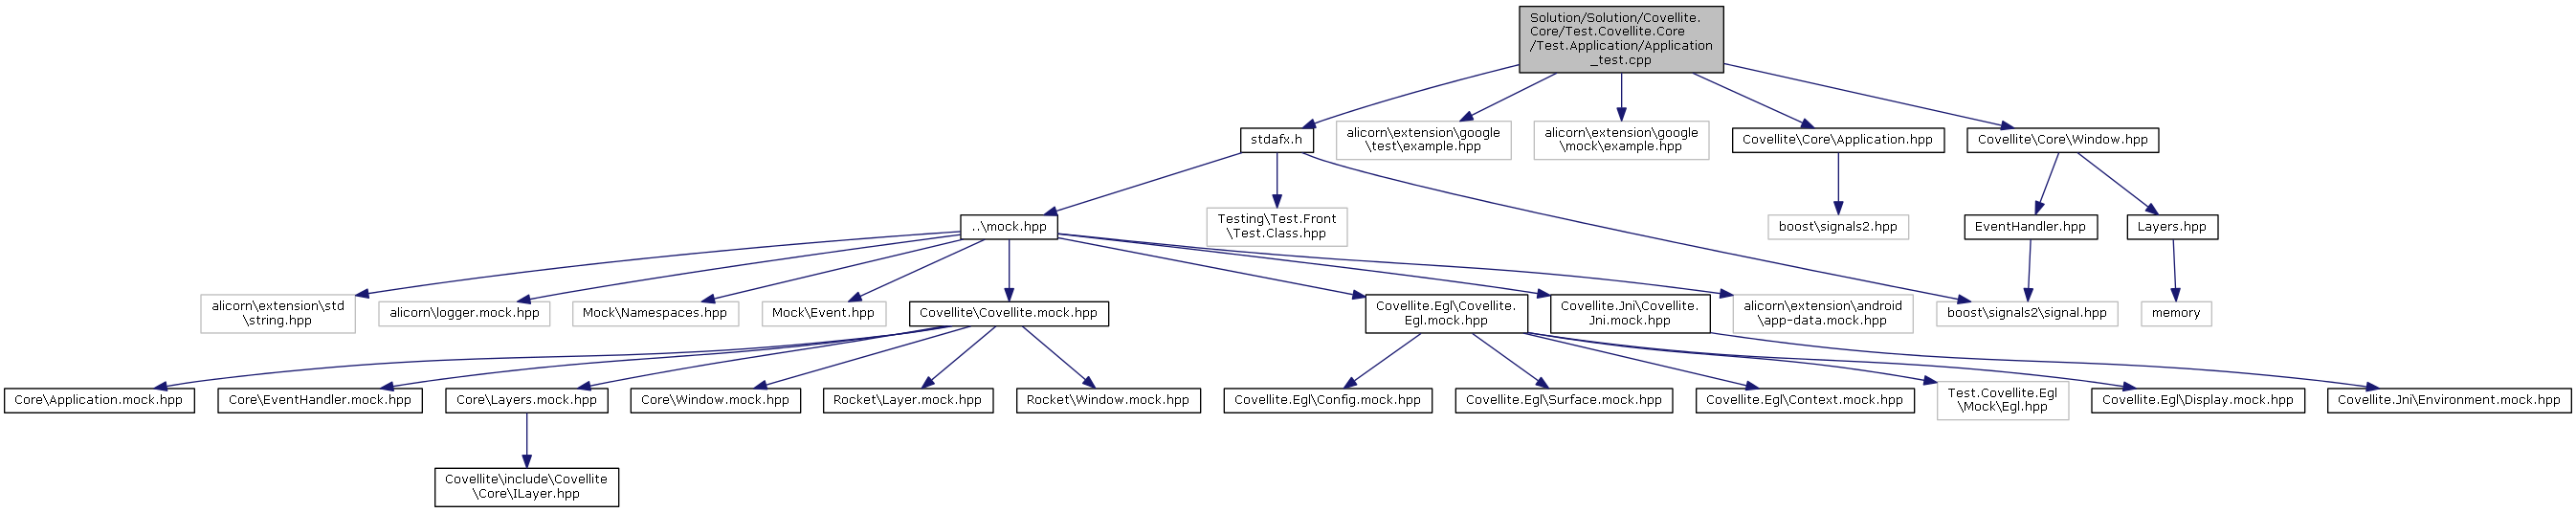 Solution/Solution/Covellite.
Core/Test.Covellite.Core
/Test.Application/Application
_test.cpp
stdafx.h
alicorn\extension\google
\test\example.hpp
alicorn\extension\google
\mock\example.hpp
Covellite\Core\Application.hpp
Covellite\Core\Window.hpp
..\mock.hpp
Testing\Test.Front
\Test.Class.hpp
boost\signals2.hpp
EventHandler.hpp
Layers.hpp
alicorn\extension\std
\string.hpp
alicorn\logger.mock.hpp
Mock\Namespaces.hpp
Mock\Event.hpp
Covellite\Covellite.mock.hpp
Covellite.Egl\Covellite.
Egl.mock.hpp
Covellite.Jni\Covellite.
Jni.mock.hpp
alicorn\extension\android
\app-data.mock.hpp
boost\signals2\signal.hpp
memory
Core\Application.mock.hpp
Core\EventHandler.mock.hpp
Core\Layers.mock.hpp
Core\Window.mock.hpp
Rocket\Layer.mock.hpp
Rocket\Window.mock.hpp
Covellite.Egl\Config.mock.hpp
Covellite.Egl\Surface.mock.hpp
Covellite.Egl\Context.mock.hpp
Test.Covellite.Egl
\Mock\Egl.hpp
Covellite.Egl\Display.mock.hpp
Covellite.Jni\Environment.mock.hpp
Covellite\include\Covellite
\Core\ILayer.hpp